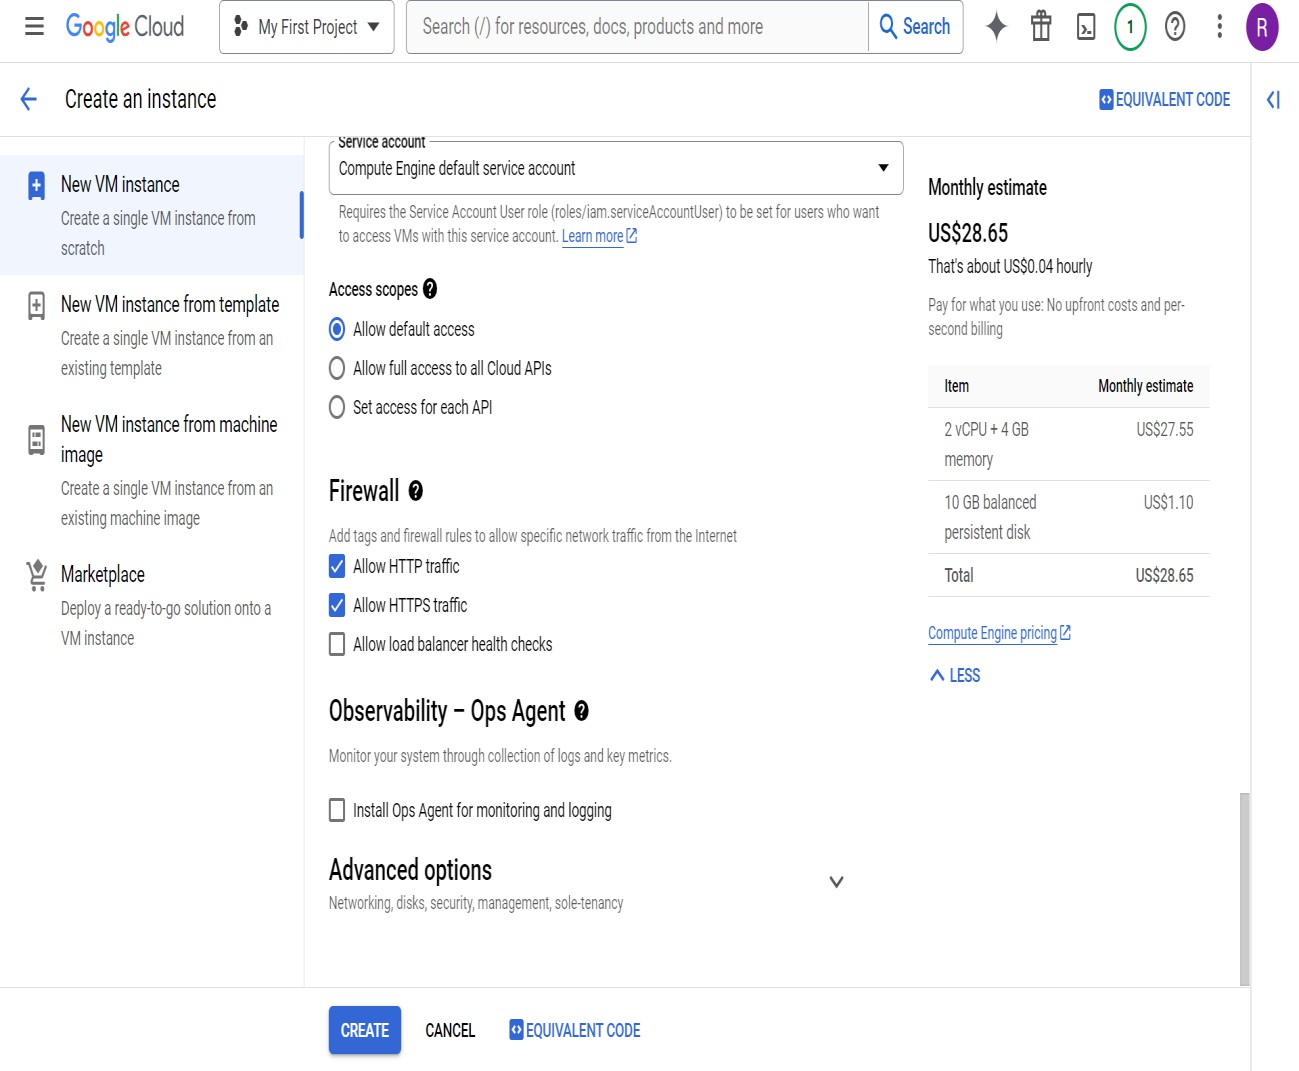 Google Cloud
My First Project
Search (/) for resources, docs, products and more
Search
1
R
Create an instance
EQUIVALENT CODE
New VM instance
Create a single VM instance from
scratch
New VM instance from template
Create a single VM instance from an
existing template
New VM instance from machine
image
Create a single VM instance from an
existing machine image
Marketplace
Deploy a ready-to-go solution onto a
VM instance
Service account
Compute Engine default service account
Requires the Service Account User role (roles/iam.serviceAccountUser) to be set for users who want
to access VMs with this service account. Learn more
Access scopes
Allow default access
Allow full access to all Cloud APIs
Set access for each API
Firewall
Add tags and firewall rules to allow specific network traffic from the Internet
Allow HTTP traffic
Allow HTTPS traffic
Allow load balancer health checks
Observability – Ops Agent
Monitor your system through collection of logs and key metrics.
Install Ops Agent for monitoring and logging
Advanced options
Networking, disks, security, management, sole-tenancy
Monthly estimate
US$28.65
That's about US$0.04 hourly
Pay for what you use: No upfront costs and per-
second billing
Item Monthly estimate
2 vCPU + 4 GB US$27.55
memory
10 GB balanced US$1.10
persistent disk
Total US$28.65
Compute Engine pricing
LESS
CREATE
CANCEL
EQUIVALENT CODE